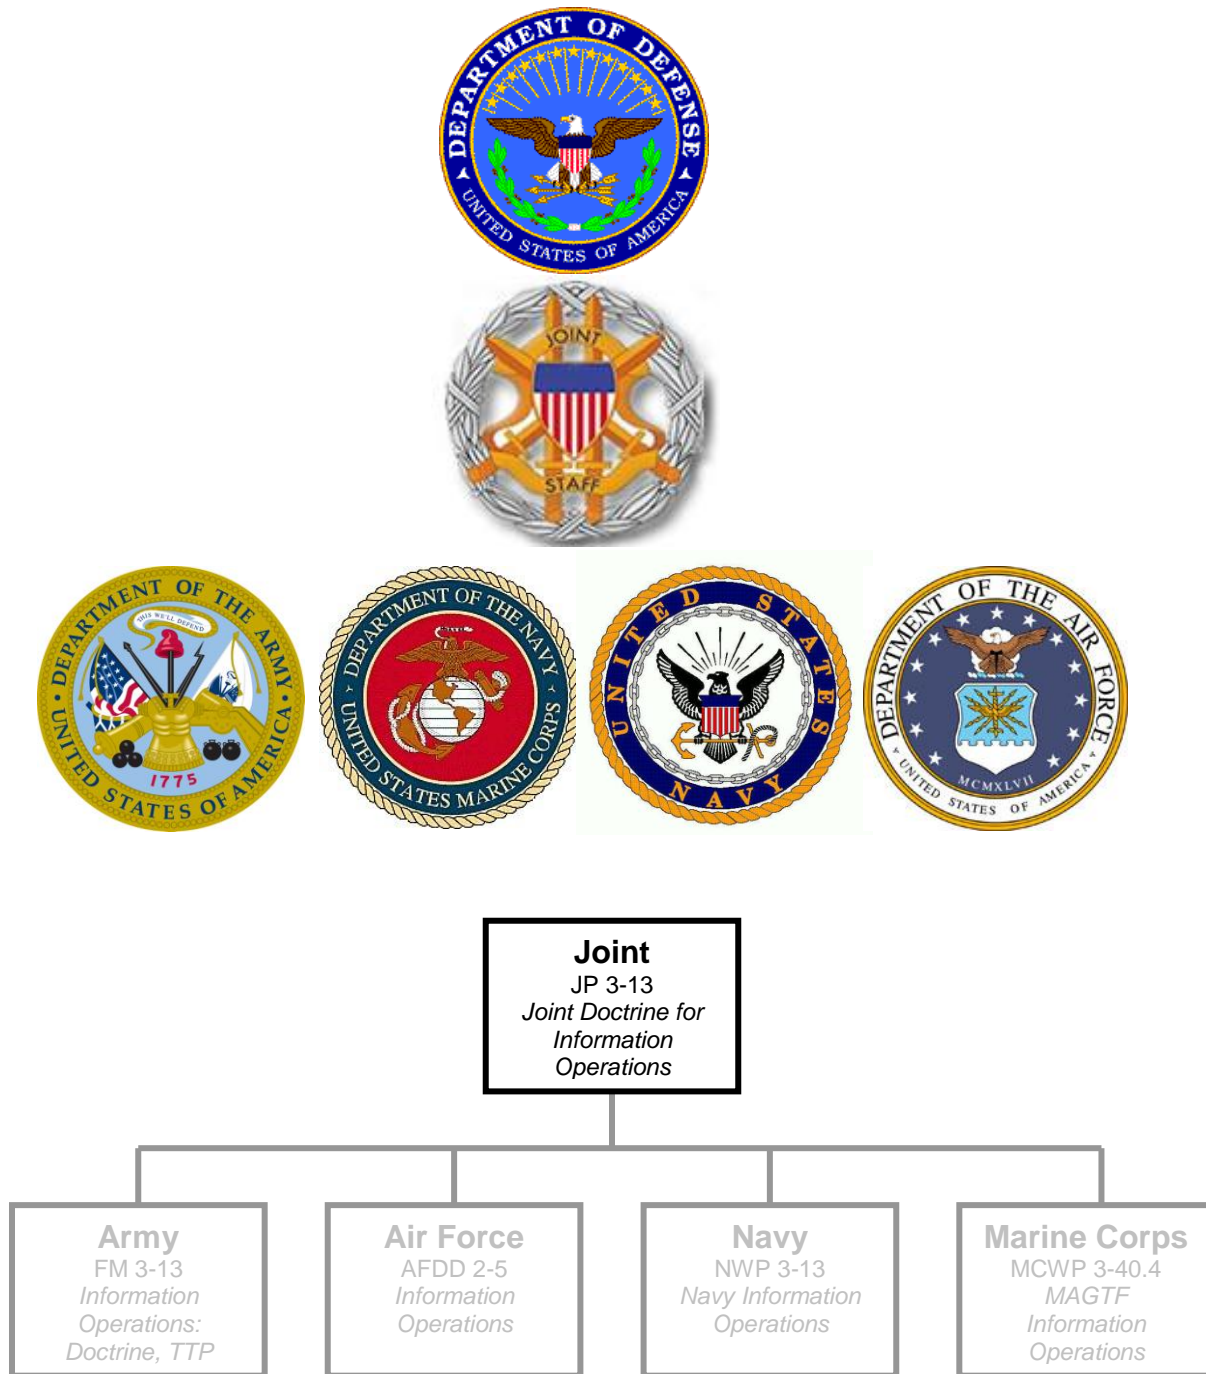 DEPARTMENT OF DEFENSE
UNITED STATES OF AMERICA
JOINT
STAFF
DEPARTMENT OF THE ARMY
THIS WE'LL DEFEND
1775
UNITED STATES OF AMERICA
DEPARTMENT OF THE NAVY
UNITED STATES MARINE CORPS
UNITED STATES
NAVY
DEPARTMENT OF THE AIR FORCE
MCMXLVII
UNITED STATES OF AMERICA
Joint
JP 3-13
Joint Doctrine for
Information
Operations
Army
FM 3-13
Information
Operations:
Doctrine, TTP
Air Force
AFDD 2-5
Information
Operations
Navy
NWP 3-13
Navy Information
Operations
Marine Corps
MCWP 3-40.4
MAGTF
Information
Operations